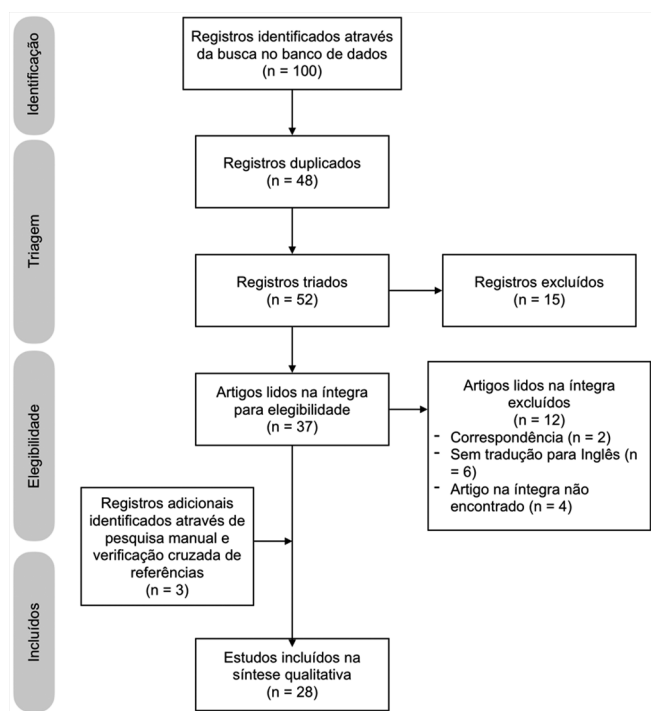 Identificação
Registros identificados através
da busca no banco de dados
(n = 100)
Triagem
Registros duplicados
(n = 48)
Registros triados
(n = 52)
Registros excluídos
(n = 15)
Elegibilidade
Artigos lidos na íntegra
para elegibilidade
(n = 37)
Artigos lidos na íntegra
excluídos
(n = 12)
- Correspondência (n = 2)
- Sem tradução para Inglês (n
= 6)
- Artigo na íntegra não
encontrado (n = 4)
Registros adicionais
identificados através de
pesquisa manual e
verificação cruzada de
referências
(n = 3)
Incluídos
Estudos incluídos na
síntese qualitativa
(n = 28)